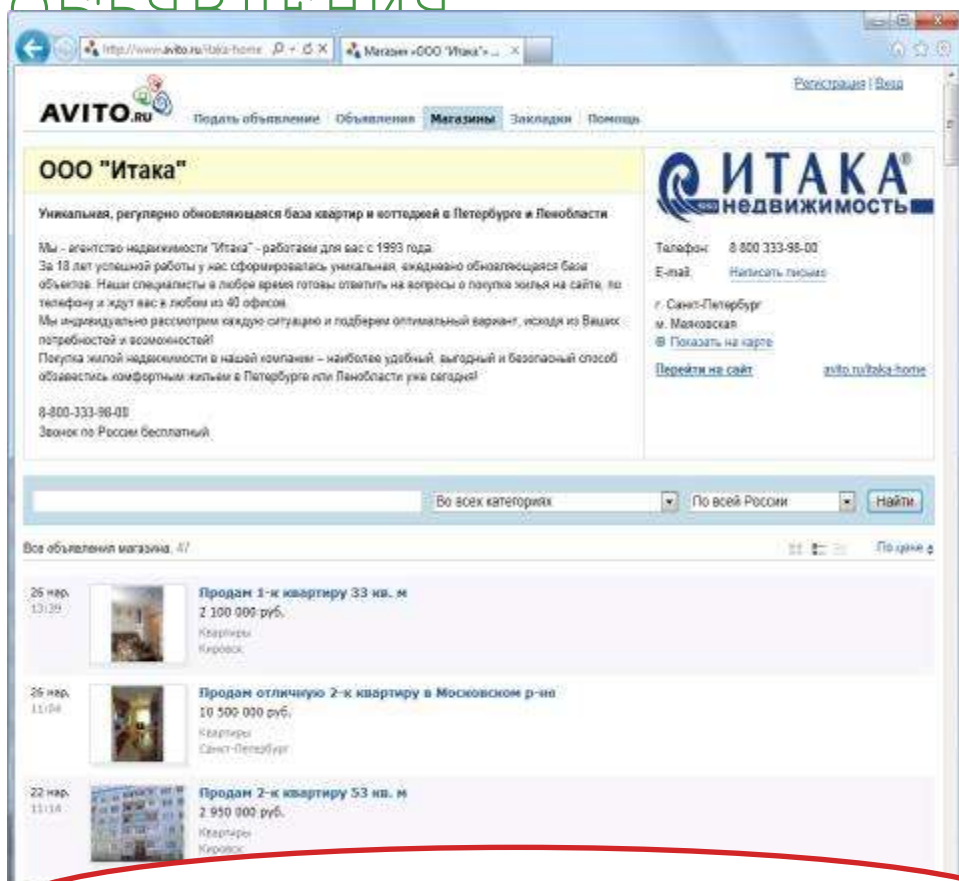 ОБЪЯВЛЕНИЯ
http://www.avito.ru/itaka-home
Магазин «ООО "Итака"» ...
Регистрация | Вход
AVITO.RU
Подать объявление Объявления Магазины Закладки Помощь
ООО "Итака"
Уникальная, регулярно обновляющаяся база квартир и коттеджей в Петербурге и Ленобласти
Мы - агентство недвижимости "Итака" - работаем для вас с 1993 года.
За 18 лет успешной работы у нас сформировалась уникальная, ежедневно обновляющаяся база
объектов. Наши специалисты в любое время готовы ответить на вопросы о покупке жилья на сайте, по
телефону и ждут вас в любом из 40 офисов.
Мы индивидуально рассмотрим каждую ситуацию и подберем оптимальный вариант, исходя из Ваших
потребностей и возможностей!
Покупка жилой недвижимости в нашей компании – наиболее удобный, выгодный и безопасный способ
обзавестись комфортным жильем в Петербурге или Ленобласти уже сегодня!
8-800-333-98-00
Звонок по России бесплатный
ИТАКА®
НЕДВИЖИМОСТЬ
Телефон: 8 800 333-98-00
E-mail: Написать письмо
г. Санкт-Петербург
м. Маяковская
Показать на карте
Перейти на сайт avito.ru/itaka-home
Во всех категориях По всей России Найти
Все объявления магазина, 47 По цене
26 мар. Продам 1-к квартиру 33 кв. м
13:39 2 100 000 руб.
Квартиры
Кировск
Продам отличную 2-к квартиру в Московском р-не
10 500 000 руб.
Квартиры
Санкт-Петербург
22 мар. Продам 2-к квартиру 53 кв. м
11:14 2 950 000 руб.
Квартиры
Кировск